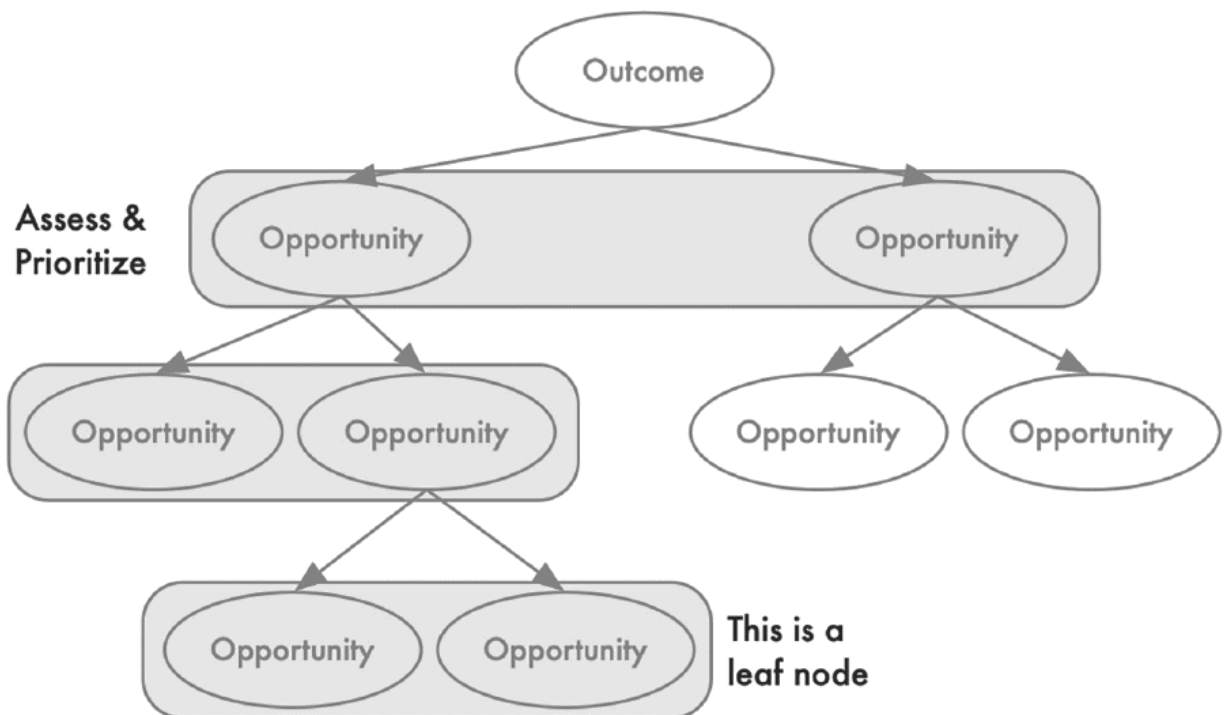 Outcome
Assess &
Prioritize
Opportunity
Opportunity
Opportunity
Opportunity
Opportunity
Opportunity
Opportunity
Opportunity
This is a
leaf node